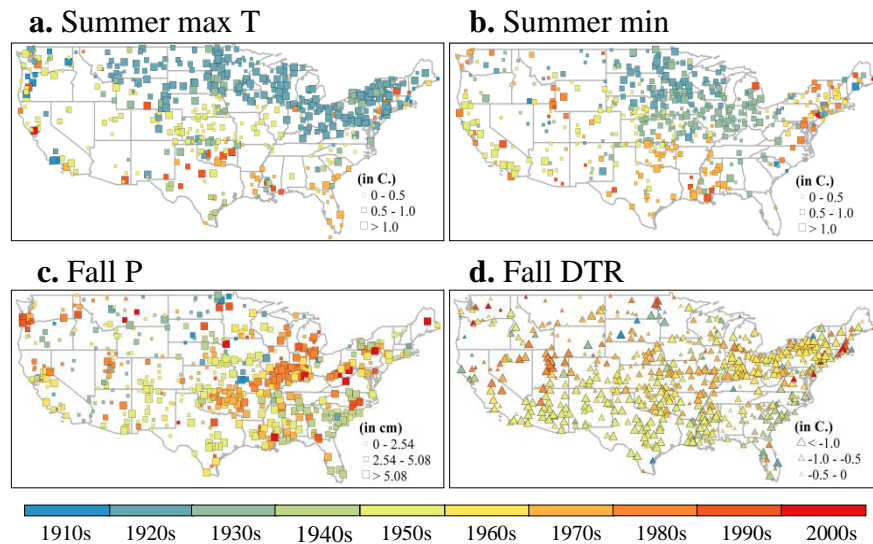 a. Summer max T
b. Summer min
(in C.)
0 - 0.5
0.5 - 1.0
> 1.0
(in C.)
0 - 0.5
0.5 - 1.0
> 1.0
c. Fall P
d. Fall DTR
(in cm)
0 - 2.54
2.54 - 5.08
> 5.08
(in C.)
< -1.0
-1.0 - -0.5
-0.5 - 0
1910s 1920s 1930s 1940s 1950s 1960s 1970s 1980s 1990s 2000s